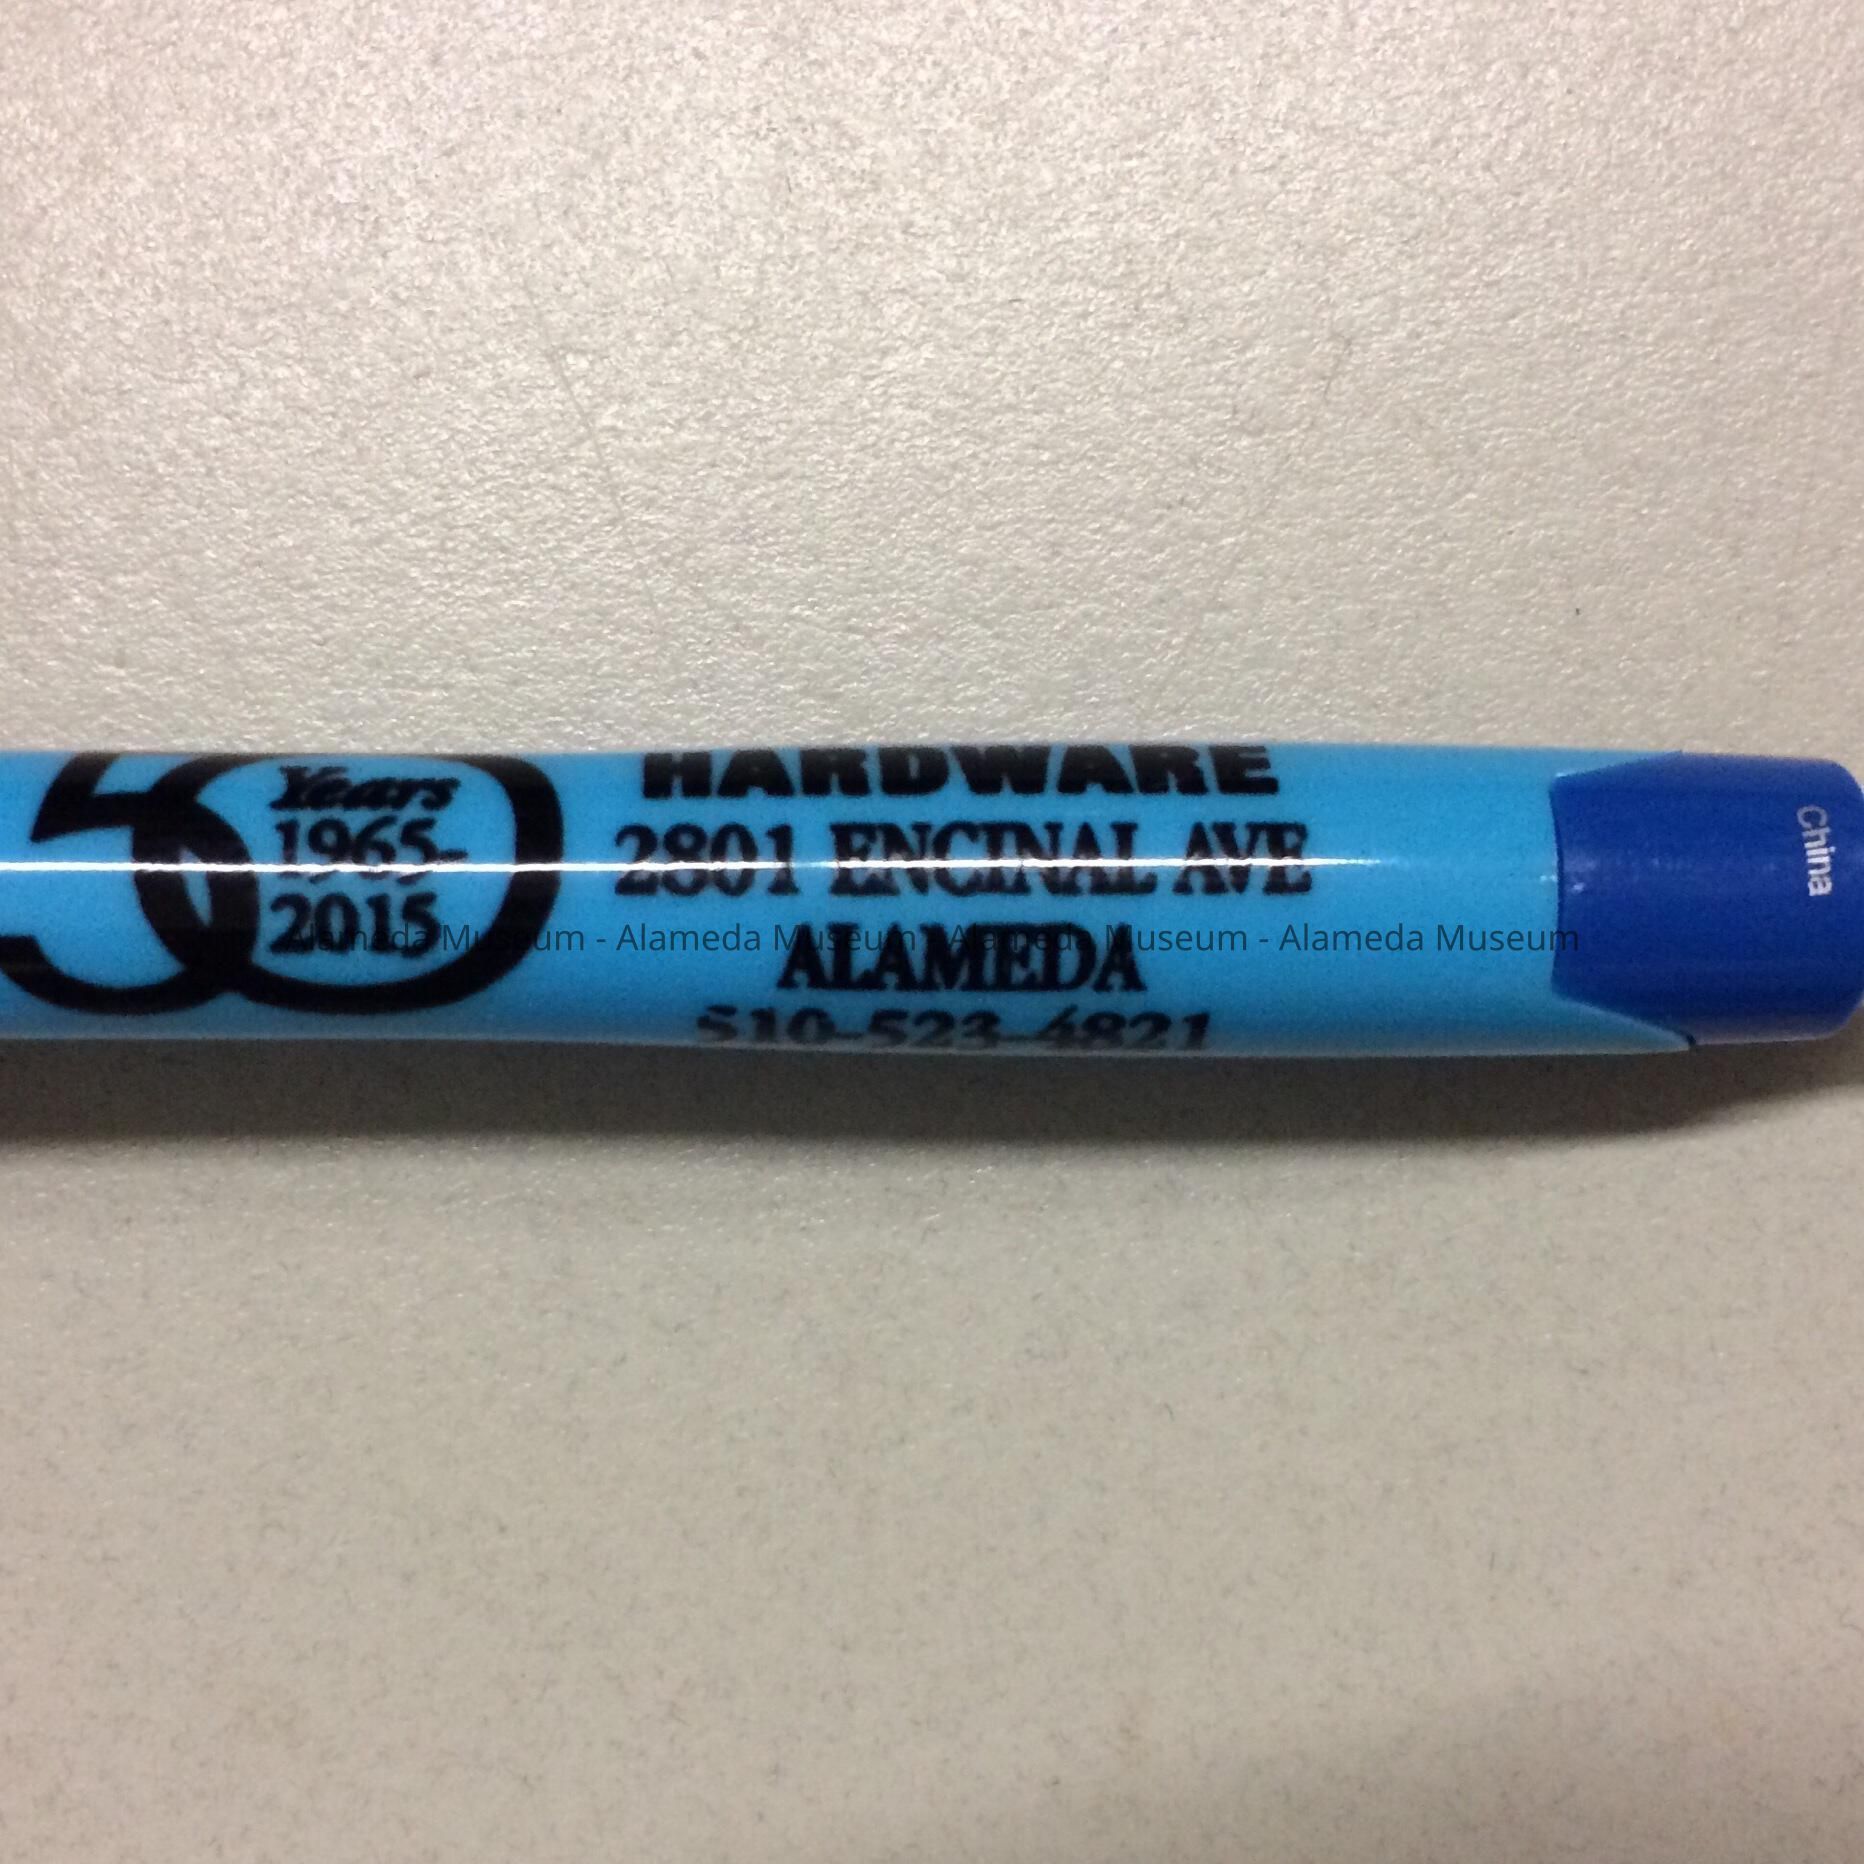 50
Years
1965-
2015
HARDWARE
2801 ENCINAL AVE
ALAMEDA
510-523-4821
China
Alameda Museum - Alameda Museum - Alameda Museum - Alameda Museum